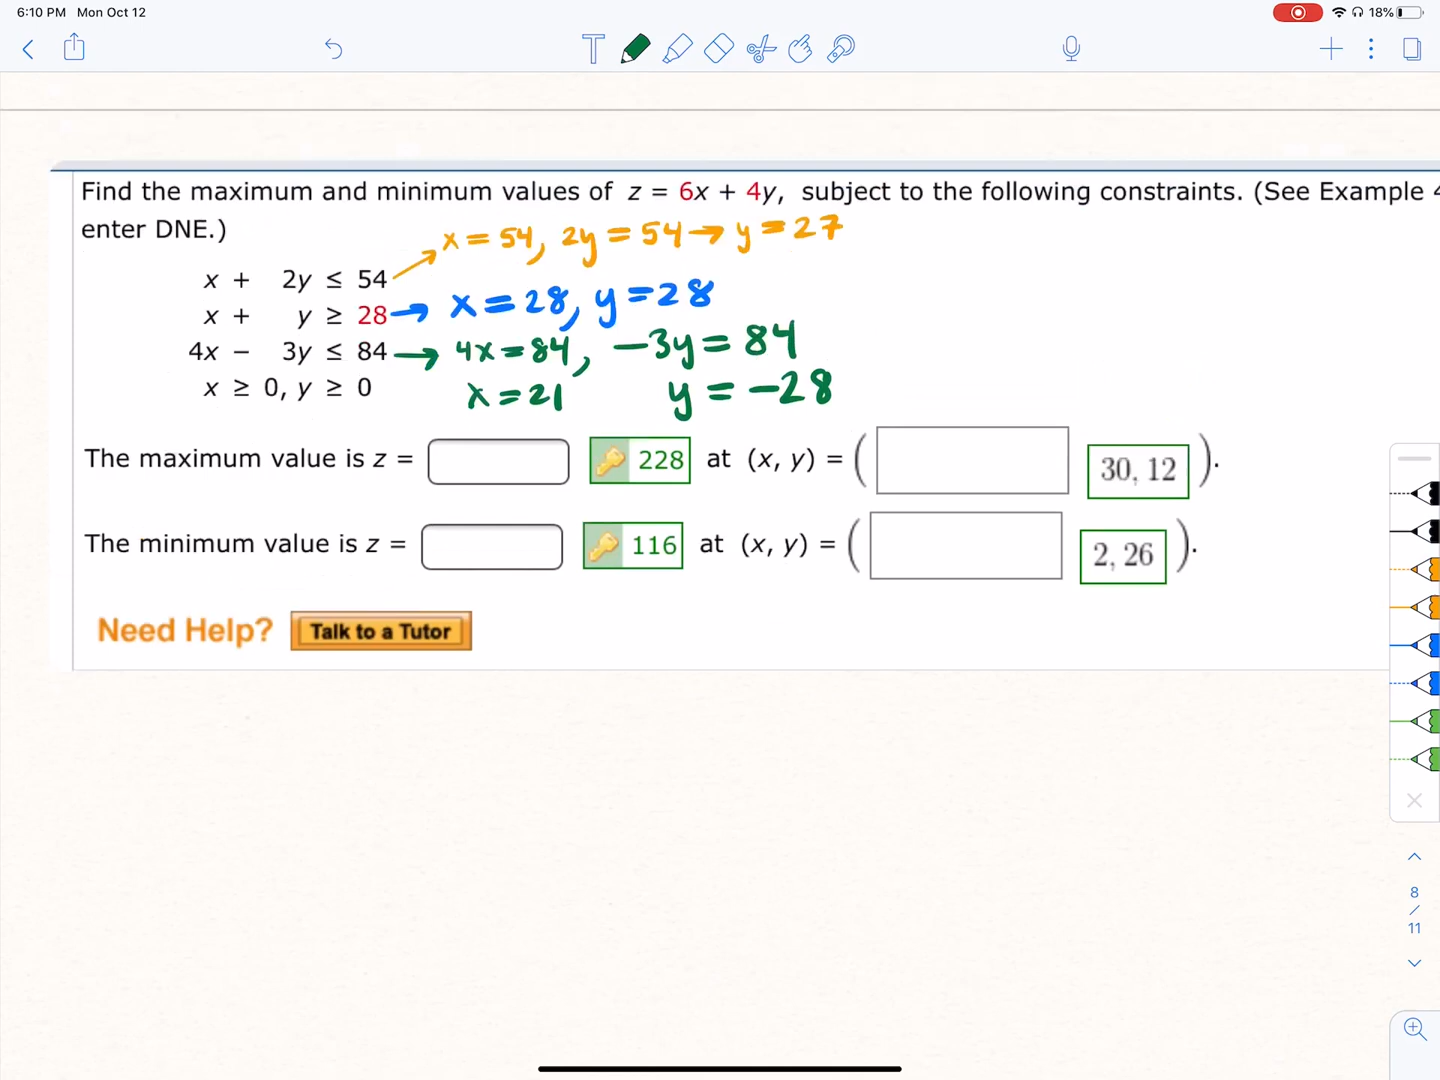 6:10 PM Mon Oct 12
18%
Find the maximum and minimum values of z = 6x + 4y, subject to the following constraints. (See Example
enter DNE.)
x = 54, 2y = 54 → y = 27
x + 2y ≤ 54
x + y ≥ 28 → x = 28, y = 28
4x − 3y ≤ 84 → 4x = 84, −3y = 84
x ≥ 0, y ≥ 0
x = 21 y = −28
The maximum value is z = 228 at (x, y) = ( 30, 12 ).
The minimum value is z = 116 at (x, y) = ( 2, 26 ).
Need Help? Talk to a Tutor
8
/
11